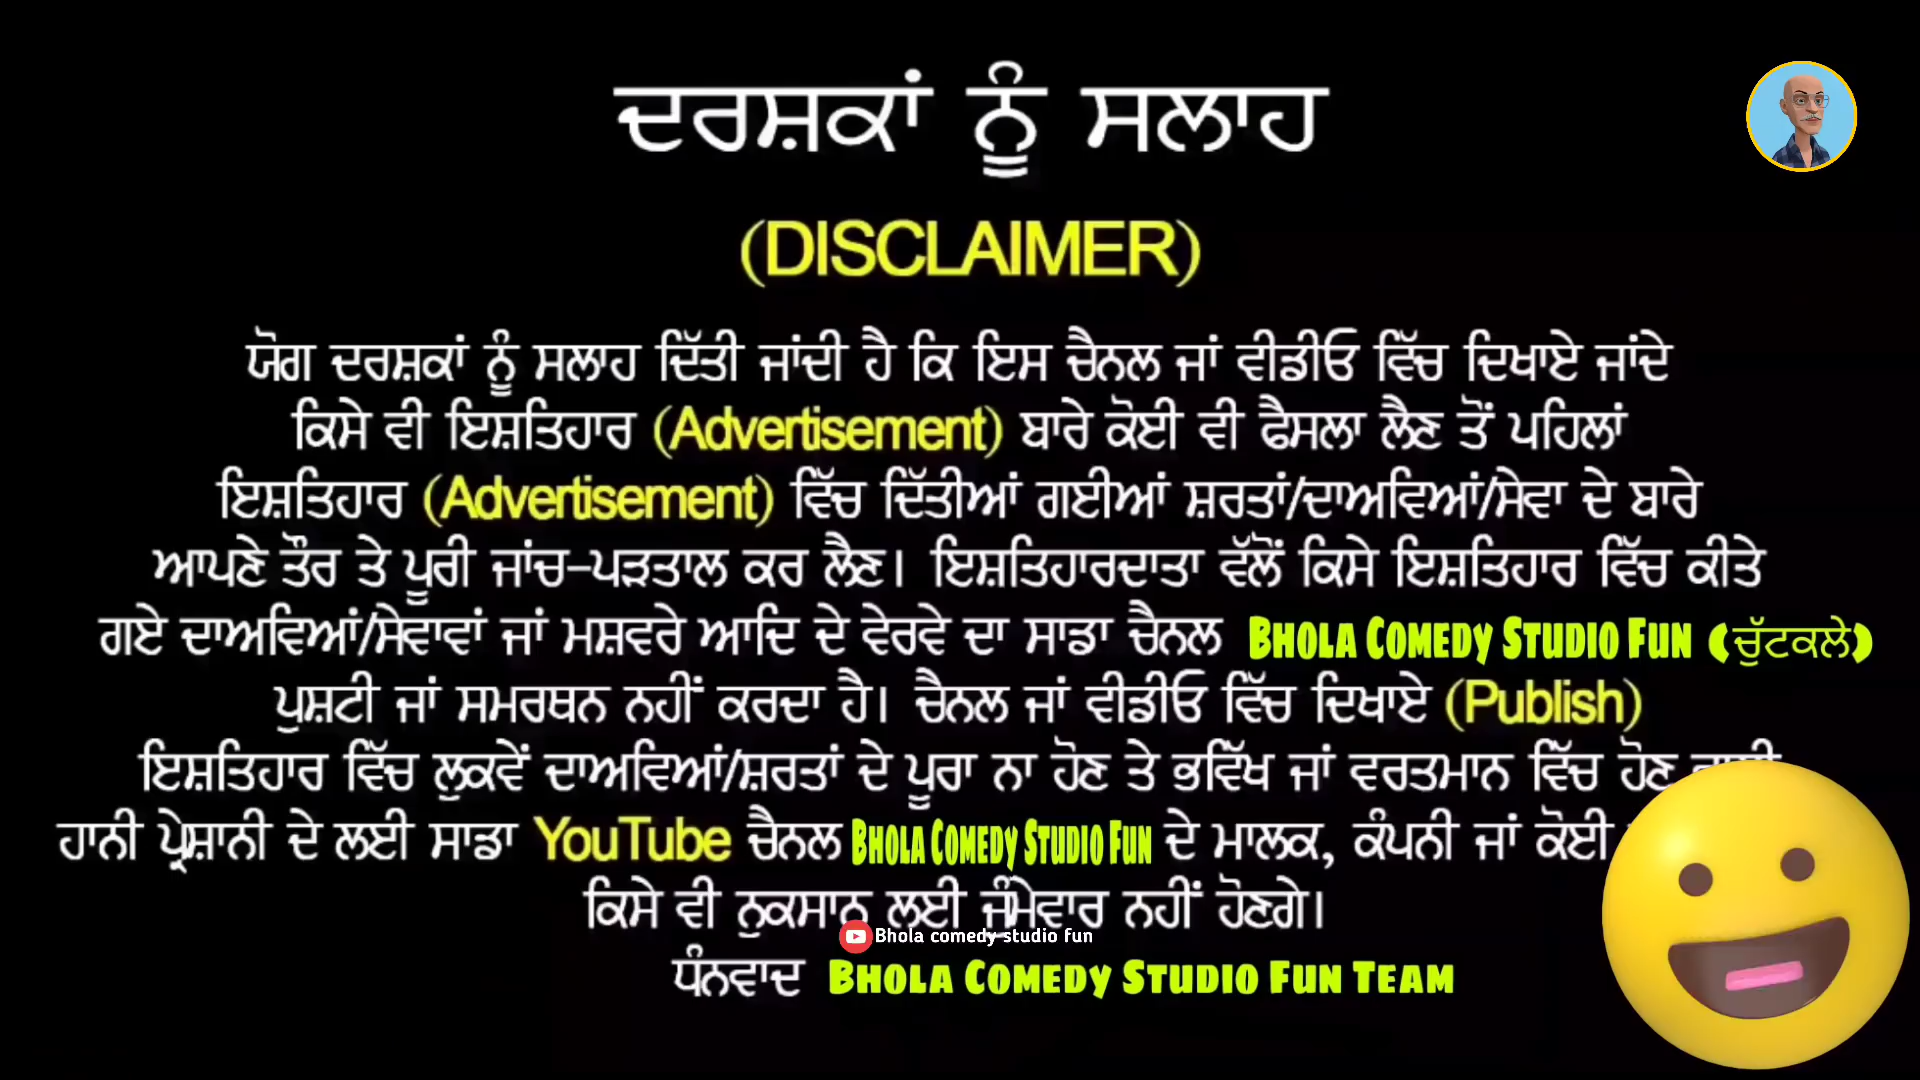 ਦਰਸ਼ਕਾਂ ਨੂੰ ਸਲਾਹ
(DISCLAIMER)
ਯੋਗ ਦਰਸ਼ਕਾਂ ਨੂੰ ਸਲਾਹ ਦਿੱਤੀ ਜਾਂਦੀ ਹੈ ਕਿ ਇਸ ਚੈਨਲ ਜਾਂ ਵੀਡੀਓ ਵਿੱਚ ਦਿਖਾਏ ਜਾਂਦੇ
ਕਿਸੇ ਵੀ ਇਸ਼ਤਿਹਾਰ (Advertisement) ਬਾਰੇ ਕੋਈ ਵੀ ਫੈਸਲਾ ਲੈਣ ਤੋਂ ਪਹਿਲਾਂ
ਇਸ਼ਤਿਹਾਰ (Advertisement) ਵਿੱਚ ਦਿੱਤੀਆਂ ਗਈਆਂ ਸ਼ਰਤਾਂ/ਦਾਅਵਿਆਂ/ਸੇਵਾ ਦੇ ਬਾਰੇ
ਆਪਣੇ ਤੌਰ ਤੇ ਪੂਰੀ ਜਾਂਚ-ਪੜਤਾਲ ਕਰ ਲੈਣ। ਇਸ਼ਤਿਹਾਰਦਾਤਾ ਵੱਲੋਂ ਕਿਸੇ ਇਸ਼ਤਿਹਾਰ ਵਿੱਚ ਕੀਤੇ
ਗਏ ਦਾਅਵਿਆਂ/ਸੇਵਾਵਾਂ ਜਾਂ ਮਸ਼ਵਰੇ ਆਦਿ ਦੇ ਵੇਰਵੇ ਦਾ ਸਾਡਾ ਚੈਨਲ Bhola Comedy Studio Fun (ਚੁੱਟਕਲੇ)
ਪੁਸ਼ਟੀ ਜਾਂ ਸਮਰਥਨ ਨਹੀਂ ਕਰਦਾ ਹੈ। ਚੈਨਲ ਜਾਂ ਵੀਡੀਓ ਵਿੱਚ ਦਿਖਾਏ (Publish)
ਇਸ਼ਤਿਹਾਰ ਵਿੱਚ ਲੁਕਵੇਂ ਦਾਅਵਿਆਂ/ਸ਼ਰਤਾਂ ਦੇ ਪੂਰਾ ਨਾ ਹੋਣ ਤੇ ਭਵਿੱਖ ਜਾਂ ਵਰਤਮਾਨ ਵਿੱਚ ਹੋਣ
ਹਾਨੀ ਪ੍ਰੇਸ਼ਾਨੀ ਦੇ ਲਈ ਸਾਡਾ YouTube ਚੈਨਲ Bhola Comedy Studio Fun ਦੇ ਮਾਲਕ, ਕੰਪਨੀ ਜਾਂ ਕੋਈ
ਕਿਸੇ ਵੀ ਨੁਕਸਾਨ ਲਈ ਜੁੰਮੇਵਾਰ ਨਹੀਂ ਹੋਣਗੇ।
Bhola comedy studio fun
ਧੰਨਵਾਦ Bhola Comedy Studio Fun Team